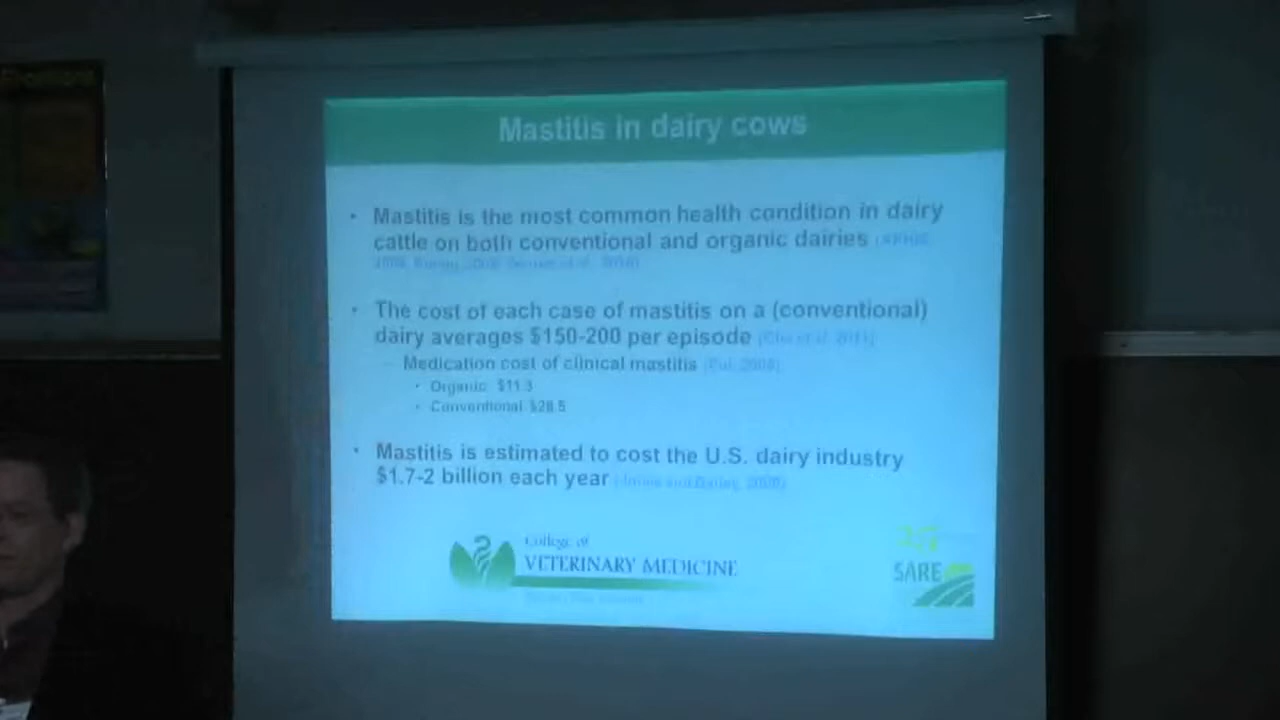 Mastitis in dairy cows
• Mastitis is the most common health condition in dairy
cattle on both conventional and organic dairies
• The cost of each case of mastitis on a (conventional)
dairy averages $150-200 per episode
– Medication cost of clinical mastitis
• Organic $11.3
• Conventional $28.5
• Mastitis is estimated to cost the U.S. dairy industry
$1.7-2 billion each year
College of
VETERINARY MEDICINE
SARE